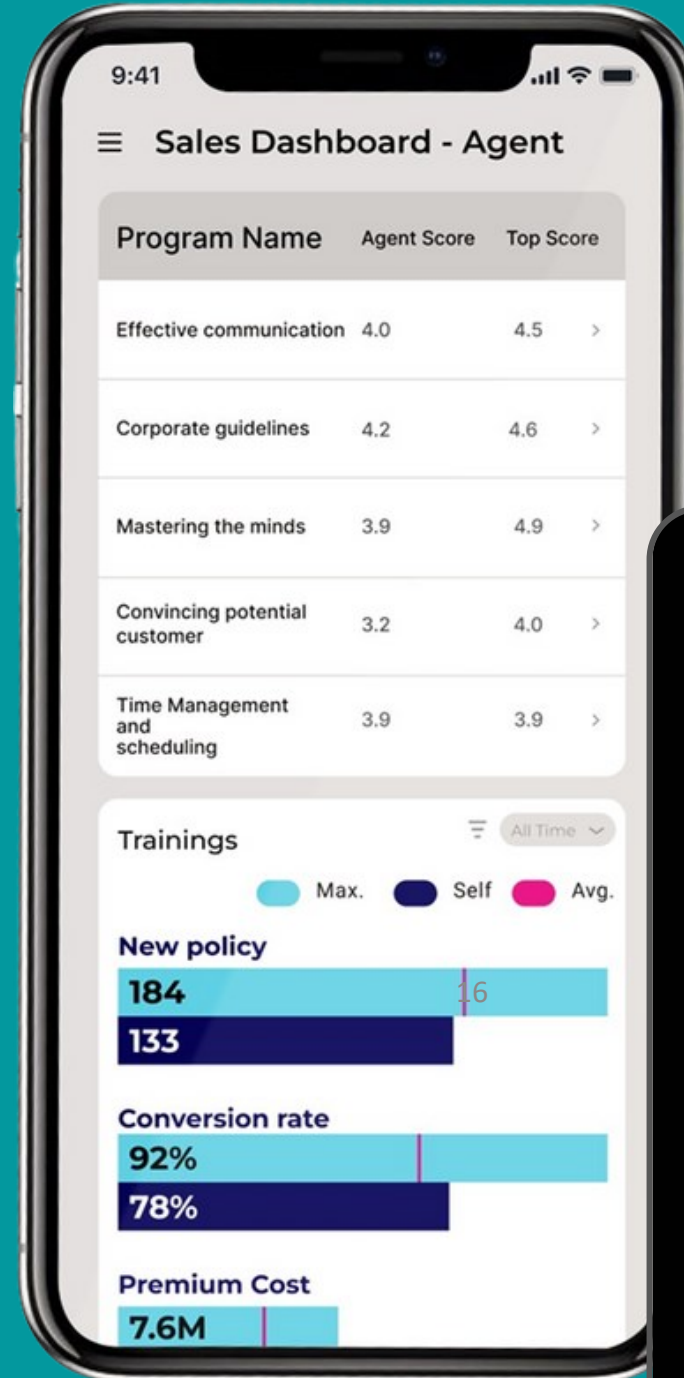 9:41
Sales Dashboard - Agent
Program Name Agent Score Top Score
Effective communication 4.0 4.5 >
Corporate guidelines 4.2 4.6 >
Mastering the minds 3.9 4.9 >
Convincing potential
customer 3.2 4.0 >
Time Management
and 3.9 3.9 >
scheduling
Trainings All Time
Max. Self Avg.
New policy
184 16
133
Conversion rate
92%
78%
Premium Cost
7.6M